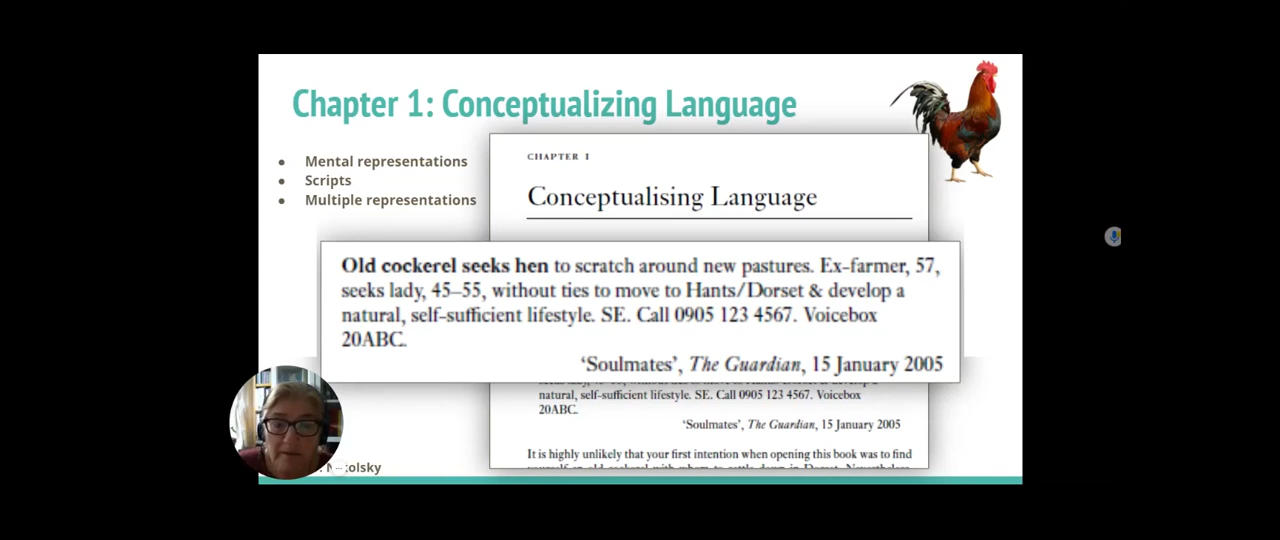 Chapter 1: Conceptualizing Language
● Mental representations
● Scripts
● Multiple representations
CHAPTER 1
Conceptualising Language
Old cockerel seeks hen to scratch around new pastures. Ex-farmer, 57,
seeks lady, 45–55, without ties to move to Hants/Dorset & develop a
natural, self-sufficient lifestyle. SE. Call 0905 123 4567. Voicebox
20ABC.
‘Soulmates’, The Guardian, 15 January 2005
natural, self-sufficient lifestyle. SE. Call 0905 123 4567. Voicebox
20ABC.
‘Soulmates’, The Guardian, 15 January 2005
It is highly unlikely that your first intention when opening this book was to find